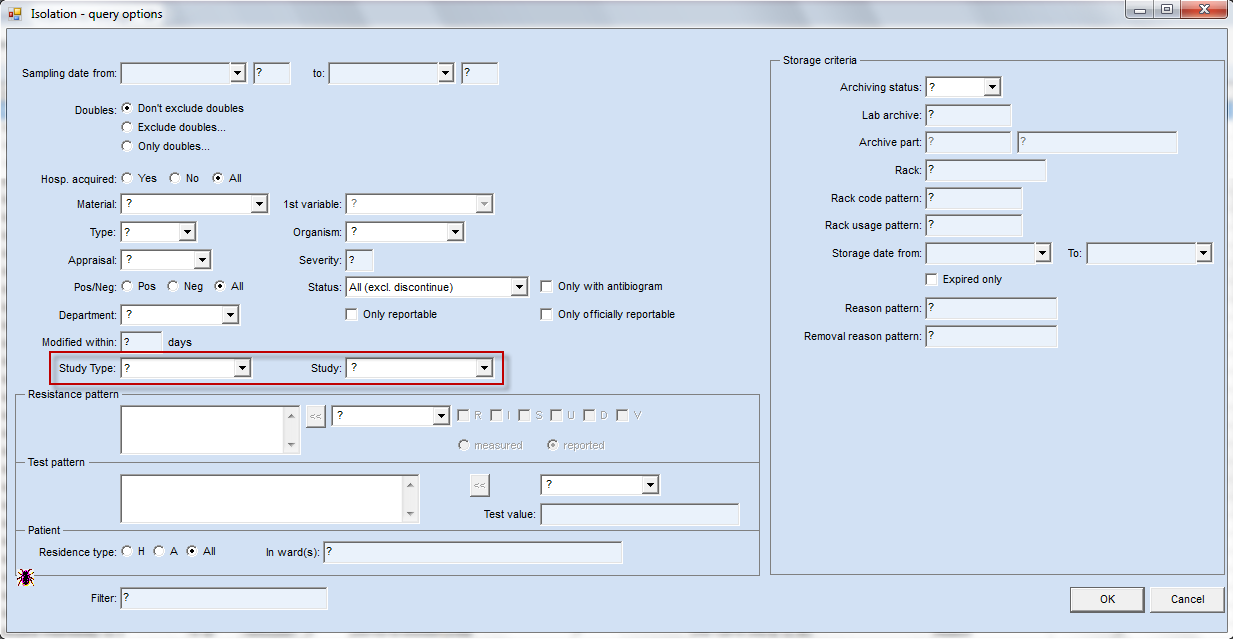 Isolation - query options
Sampling date from: ? to: ?
Doubles: Don't exclude doubles
Exclude doubles...
Only doubles...
Hosp. acquired: Yes No All
Material: ? 1st variable: ?
Type: ? Organism: ?
Appraisal: ? Severity: ?
Pos/Neg: Pos Neg All Status: All (excl. discontinue) Only with antibiogram
Department: ? Only reportable Only officially reportable
Modified within: ? days
Study Type: ? Study: ?
Resistance pattern
<< ? R I S U D V
measured reported
Test pattern
<< ?
Test value:
Patient
Residence type: H A All In ward(s): ?
Filter: ?
Storage criteria
Archiving status: ?
Lab archive: ?
Archive part: ? ?
Rack: ?
Rack code pattern: ?
Rack usage pattern: ?
Storage date from: To:
Expired only
Reason pattern: ?
Removal reason pattern: ?
OK Cancel